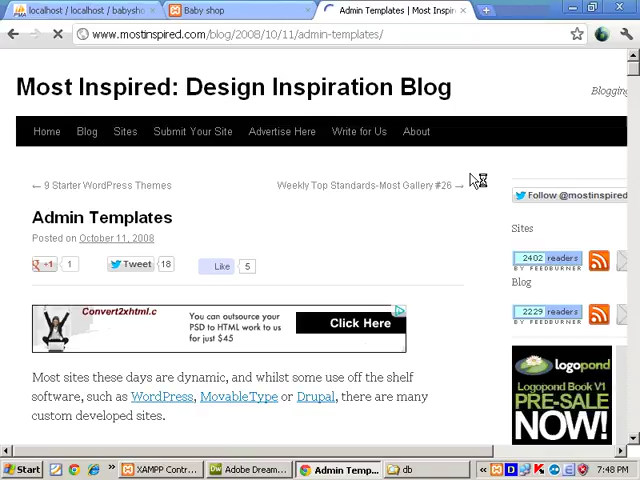 localhost / localhost / babysho
Baby shop
Admin Templates | Most Inspir
www.mostinspired.com/blog/2008/10/11/admin-templates/
Most Inspired: Design Inspiration Blog
Blogging
Home Blog Sites Submit Your Site Advertise Here Write for Us About
← 9 Starter WordPress Themes
Weekly Top Standards-Most Gallery #26 →
Follow @mostinspired
Admin Templates
Posted on October 11, 2008
Sites
+1 1 Tweet 18 Like 5
2402 readers
BY FEEDBURNER
Blog
2229 readers
BY FEEDBURNER
Convert2xhtml.c
You can outsource your
PSD to HTML work to us
for just $45
Click Here
Logopond
Logopond Book V1
PRE-SALE
NOW!
Most sites these days are dynamic, and whilst some use off the shelf
software, such as WordPress, MovableType or Drupal, there are many
custom developed sites.
Start
XAMPP Contr...
Adobe Dream...
Admin Temp...
db
7:48 PM